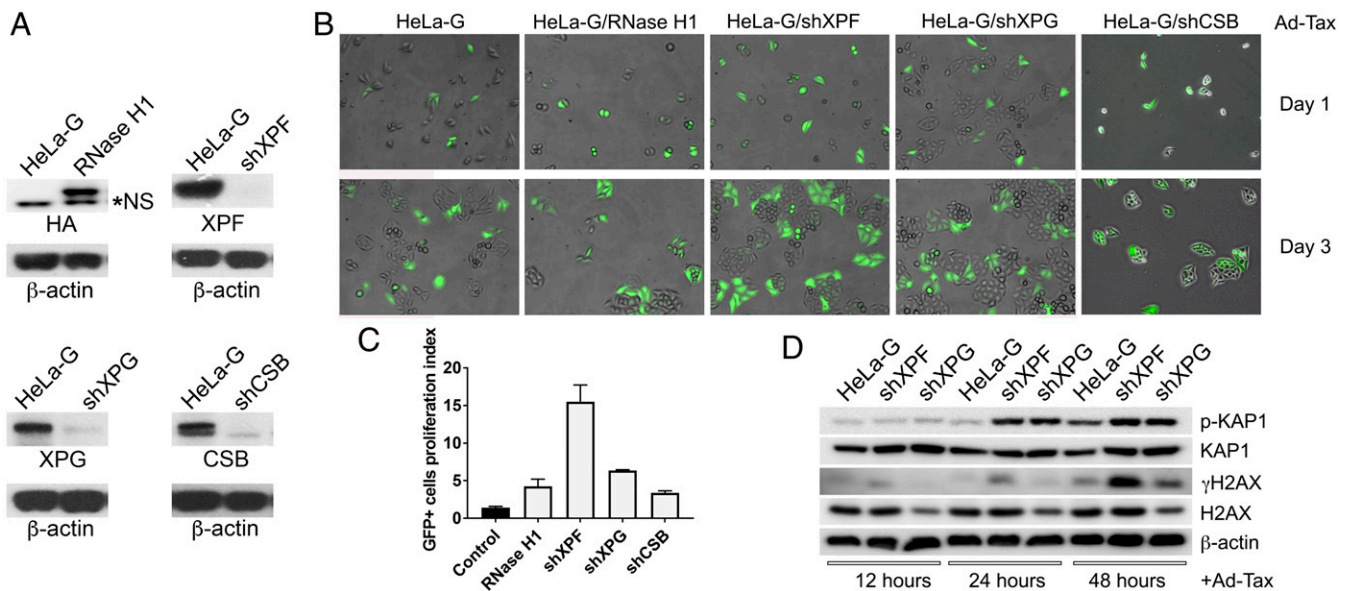 A
HeLa-G
RNase H1
*NS
HA
β-actin
HeLa-G
shXPF
XPF
β-actin
HeLa-G
shXPG
XPG
β-actin
HeLa-G
shCSB
CSB
β-actin
B
HeLa-G HeLa-G/RNase H1 HeLa-G/shXPF HeLa-G/shXPG HeLa-G/shCSB Ad-Tax
Day 1
Day 3
C
GFP+ cells proliferation index
20
15
10
5
0
Control RNase H1 shXPF shXPG shCSB
D
HeLa-G shXPF shXPG HeLa-G shXPF shXPG HeLa-G shXPF shXPG
p-KAP1
KAP1
γH2AX
H2AX
β-actin
12 hours 24 hours 48 hours +Ad-Tax